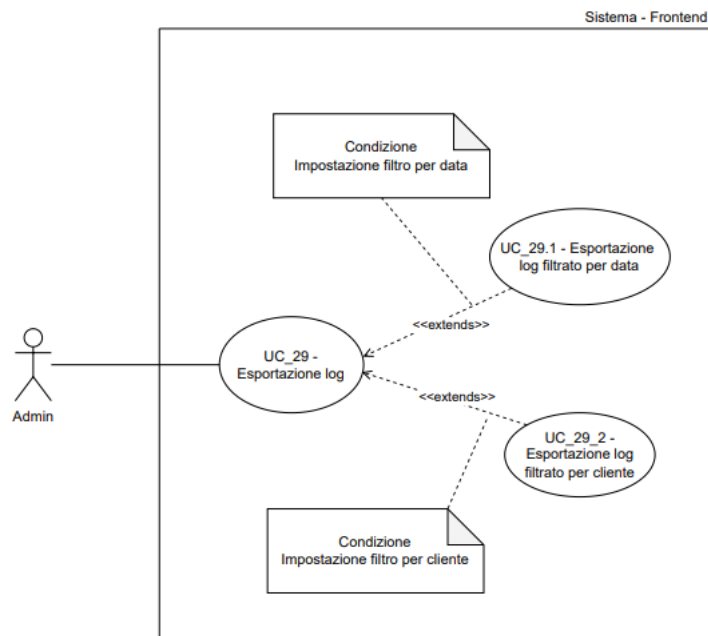 Sistema - Frontend
Condizione
Impostazione filtro per data
UC_29.1 - Esportazione
log filtrato per data
<<extends>>
UC_29 -
Esportazione log
Admin
<<extends>>
UC_29_2 -
Esportazione log
filtrato per cliente
Condizione
Impostazione filtro per cliente